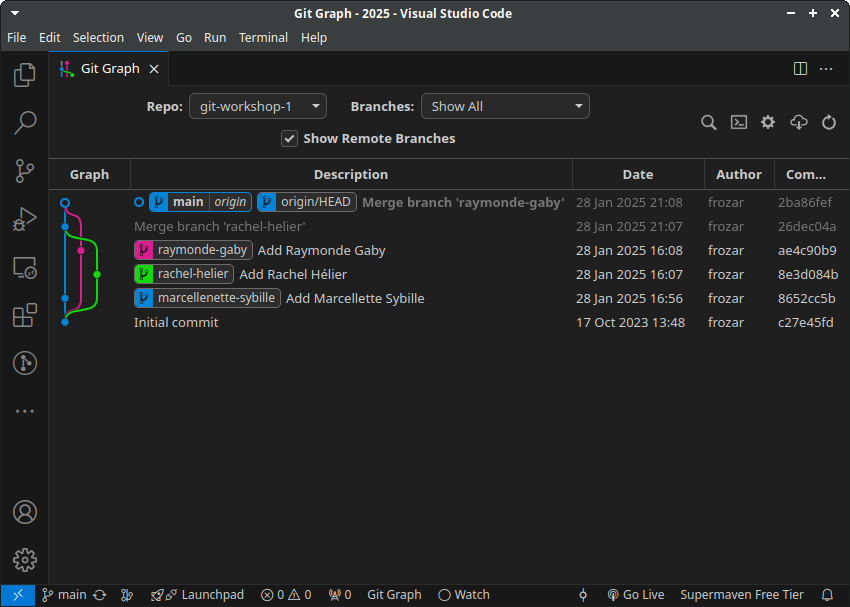 Git Graph - 2025 - Visual Studio Code
File Edit Selection View Go Run Terminal Help
Git Graph
Repo: git-workshop-1 Branches: Show All
Show Remote Branches
Graph Description Date Author Com...
main origin origin/HEAD Merge branch 'raymonde-gaby' 28 Jan 2025 21:08 frozar 2ba86fef
Merge branch 'rachel-helier' 28 Jan 2025 21:07 frozar 26dec04a
raymonde-gaby Add Raymonde Gaby 28 Jan 2025 16:08 frozar ae4c90b9
rachel-helier Add Rachel Hélier 28 Jan 2025 16:07 frozar 8e3d084b
marcellenette-sybille Add Marcellette Sybille 28 Jan 2025 16:56 frozar 8652cc5b
Initial commit 17 Oct 2023 13:48 frozar c27e45fd
main Launchpad 0 0 0 Git Graph Watch Go Live Supermaven Free Tier